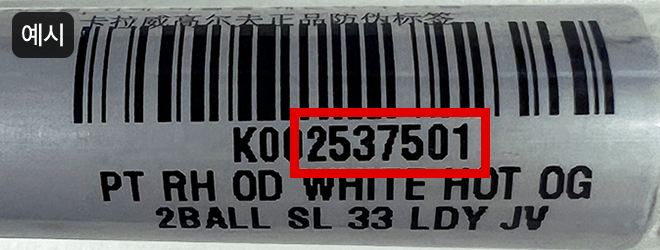 예시
卡拉威高尔夫正品防伪标签
K002537501
PT RH OD WHITE HOT OG
2BALL SL 33 LDY JV